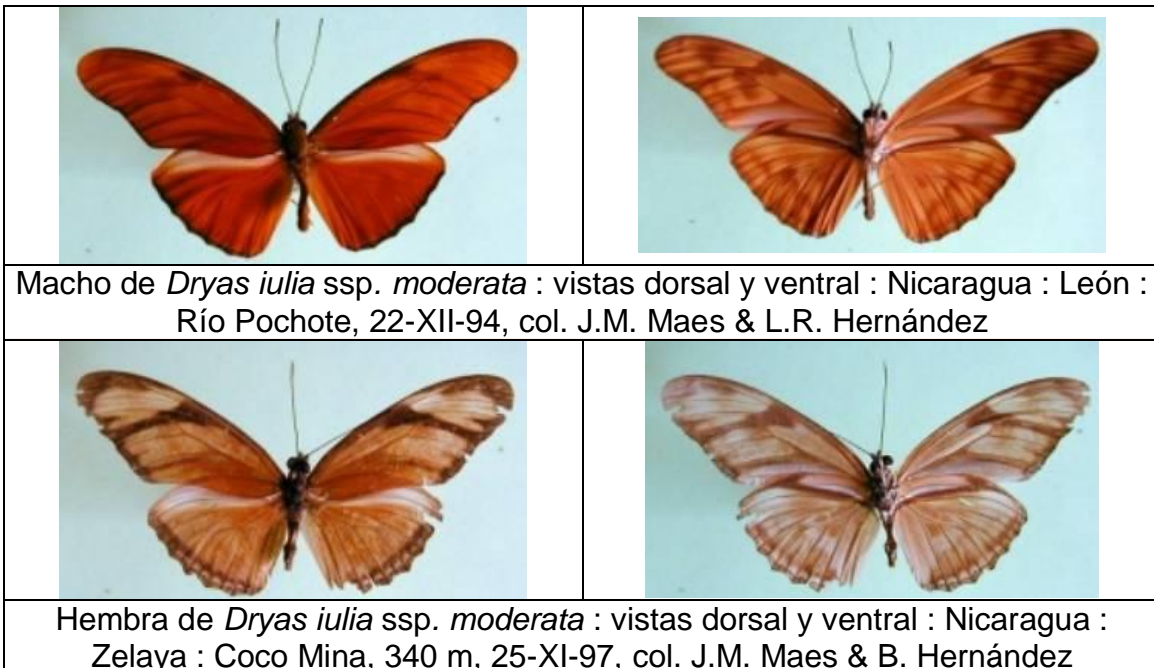 Macho de Dryas iulia ssp. moderata : vistas dorsal y ventral : Nicaragua : León :
Río Pochote, 22-XII-94, col. J.M. Maes & L.R. Hernández
Hembra de Dryas iulia ssp. moderata : vistas dorsal y ventral : Nicaragua :
Zelaya : Coco Mina, 340 m, 25-XI-97, col. J.M. Maes & B. Hernández